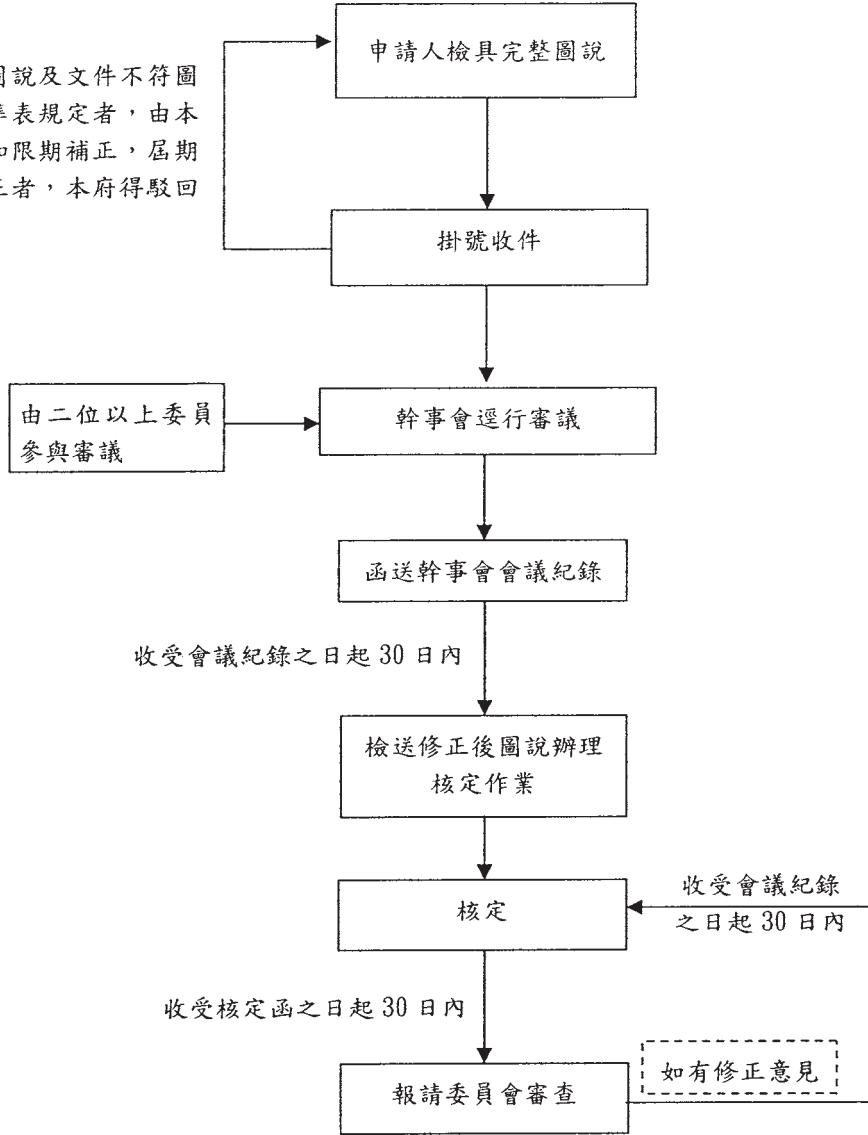 申請人檢具完整圖說
圖說及文件不符圖
準表規定者，由本
知限期補正，屆期
正者，本府得駁回
掛號收件
由二位以上委員
參與審議
幹事會逕行審議
函送幹事會會議紀錄
收受會議紀錄之日起 30 日內
檢送修正後圖說辦理
核定作業
核定
收受會議紀錄
之日起 30 日內
收受核定函之日起 30 日內
報請委員會審查
如有修正意見